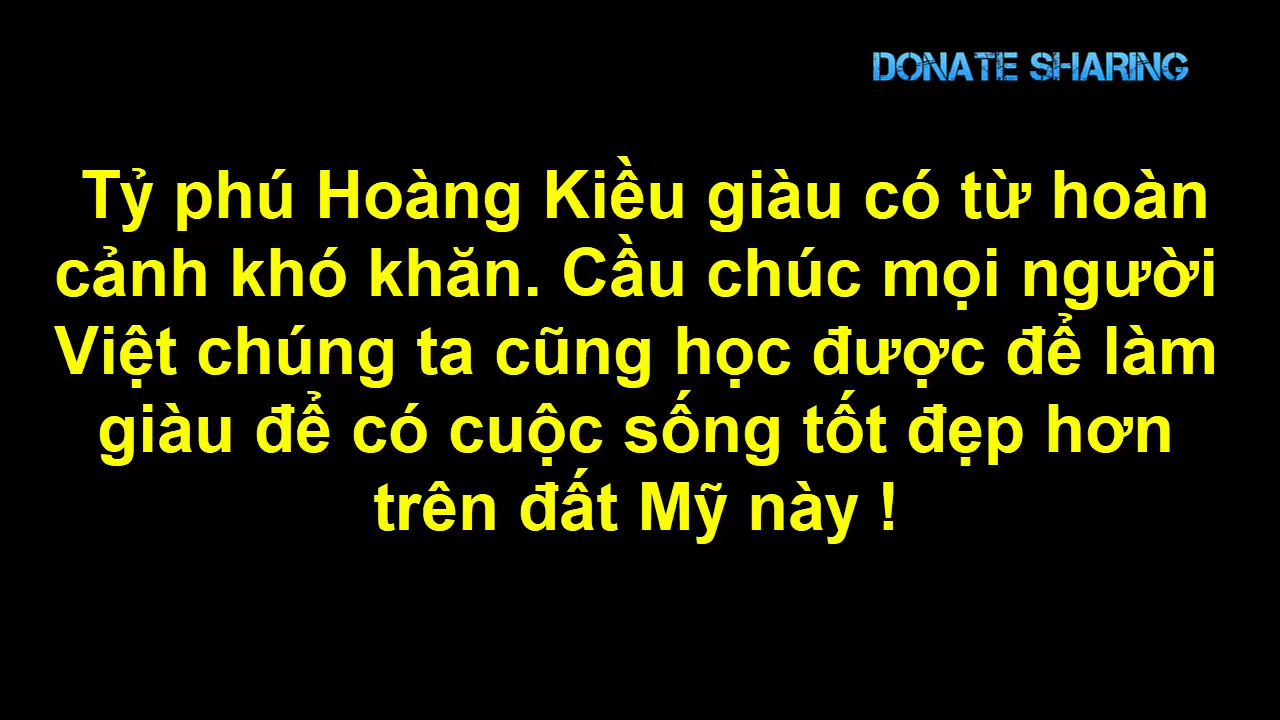 DONATE SHARING
Tỷ phú Hoàng Kiều giàu có từ hoàn
cảnh khó khăn. Cầu chúc mọi người
Việt chúng ta cũng học được để làm
giàu để có cuộc sống tốt đẹp hơn
trên đất Mỹ này !